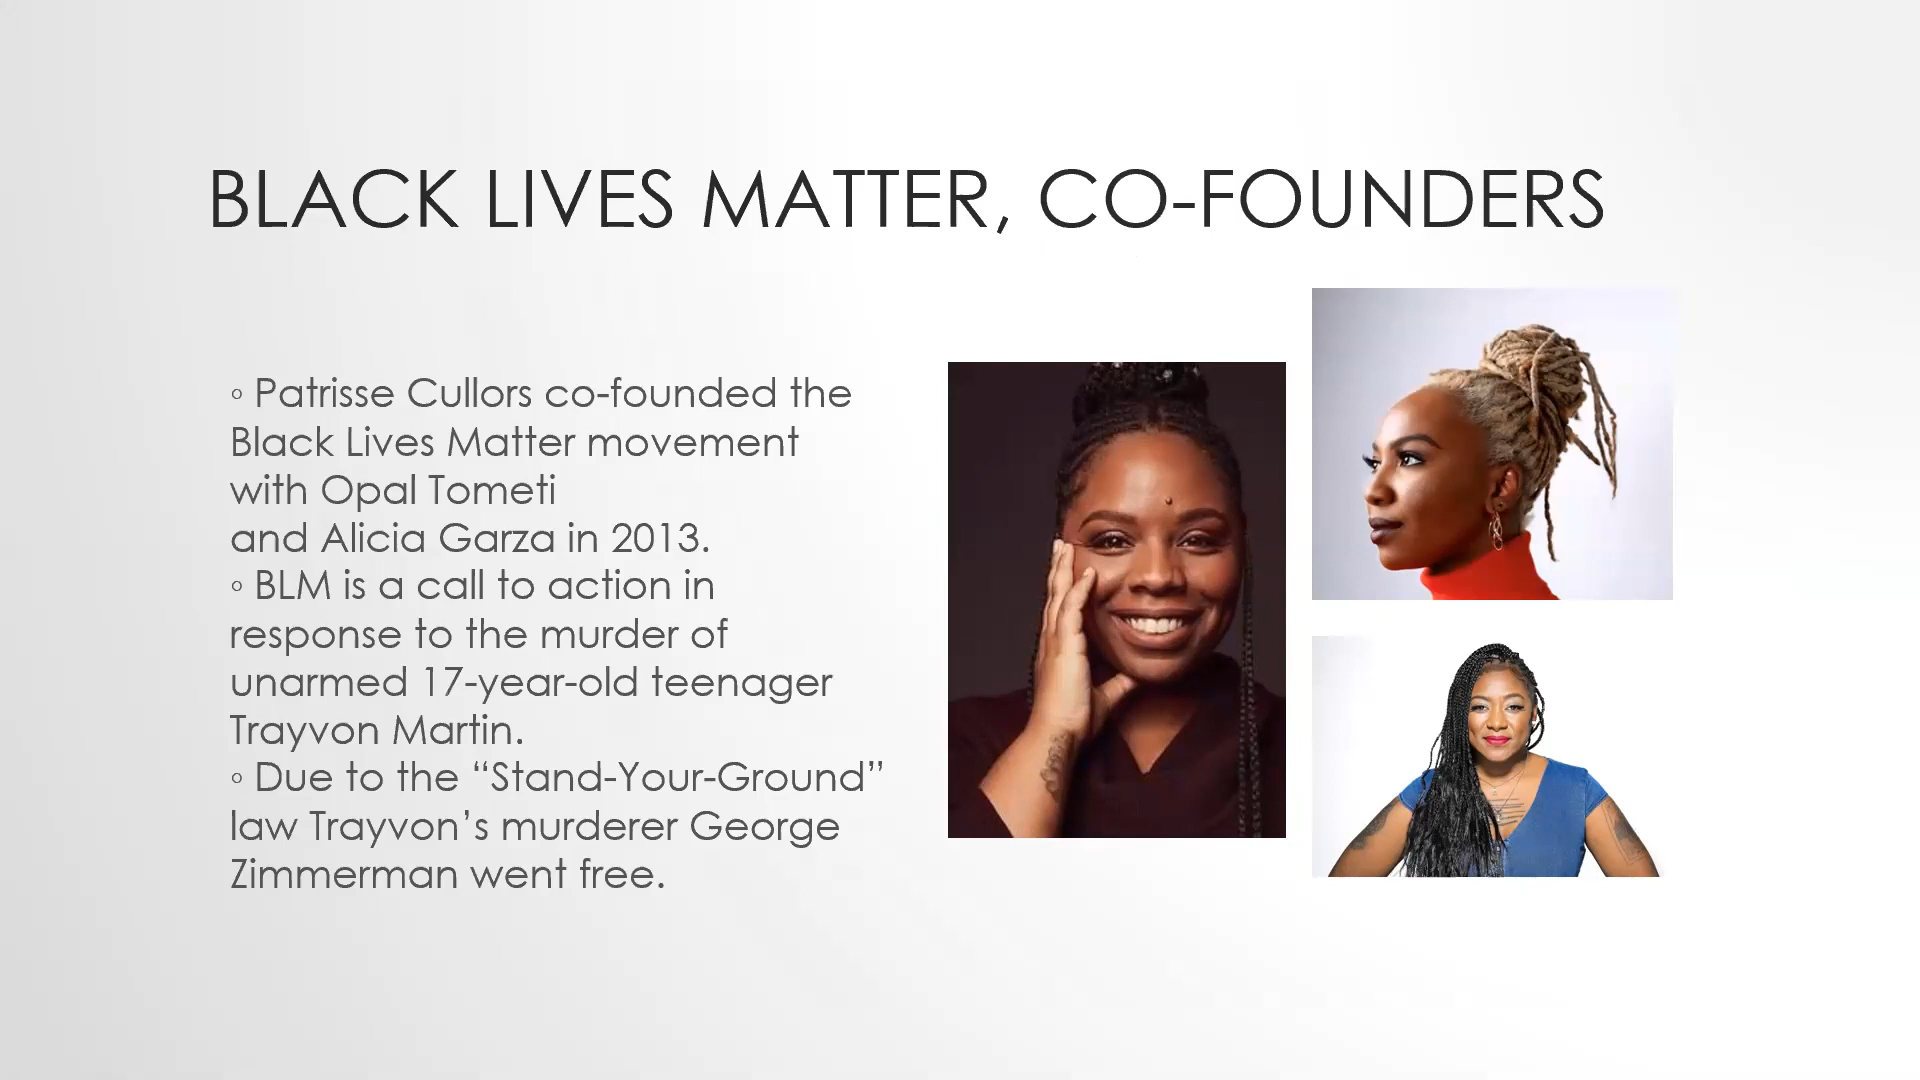 BLACK LIVES MATTER, CO-FOUNDERS
◦ Patrisse Cullors co-founded the
Black Lives Matter movement
with Opal Tometi
and Alicia Garza in 2013.
◦ BLM is a call to action in
response to the murder of
unarmed 17-year-old teenager
Trayvon Martin.
◦ Due to the “Stand-Your-Ground”
law Trayvon’s murderer George
Zimmerman went free.